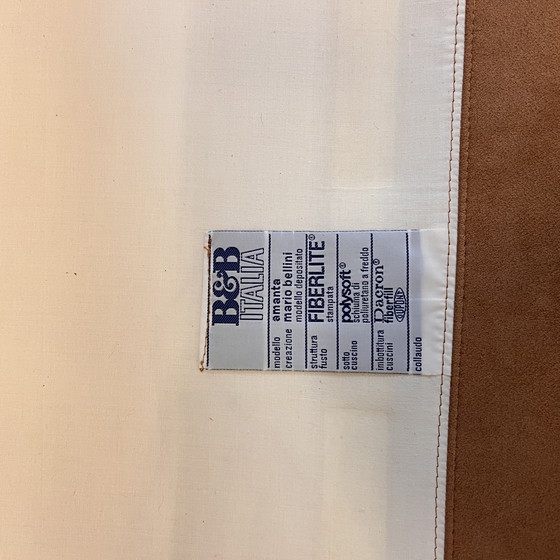 B&B
ITALIA
modello amanta
creazione mario bellini
modello depositato
struttura FIBERLITE®
fusto stampata
sotto polysoft®
cuscino schiuma di
poliuretano a freddo
imbottitura Dacron®
cuscini fiberfill
DUPONT
collaudo